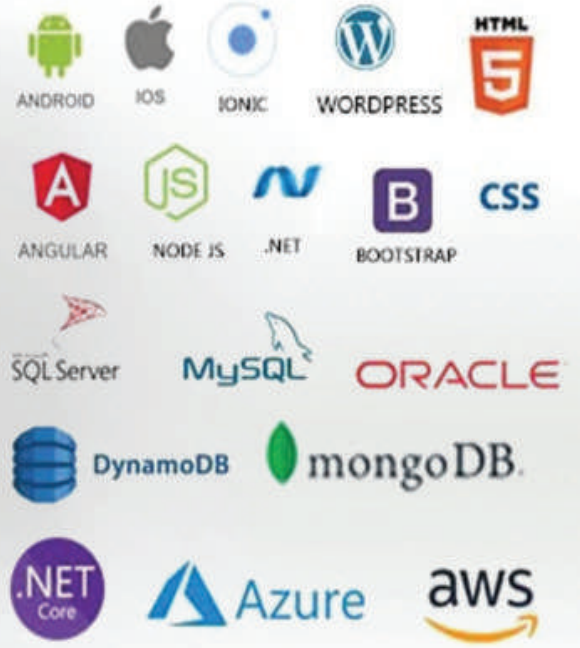 HTML
5
ANDROID IOS IONIC WORDPRESS
A JS B CSS
ANGULAR NODE JS .NET BOOTSTRAP
SQL Server MySQL ORACLE
DynamoDB mongoDB.
.NET
Core
Azure aws